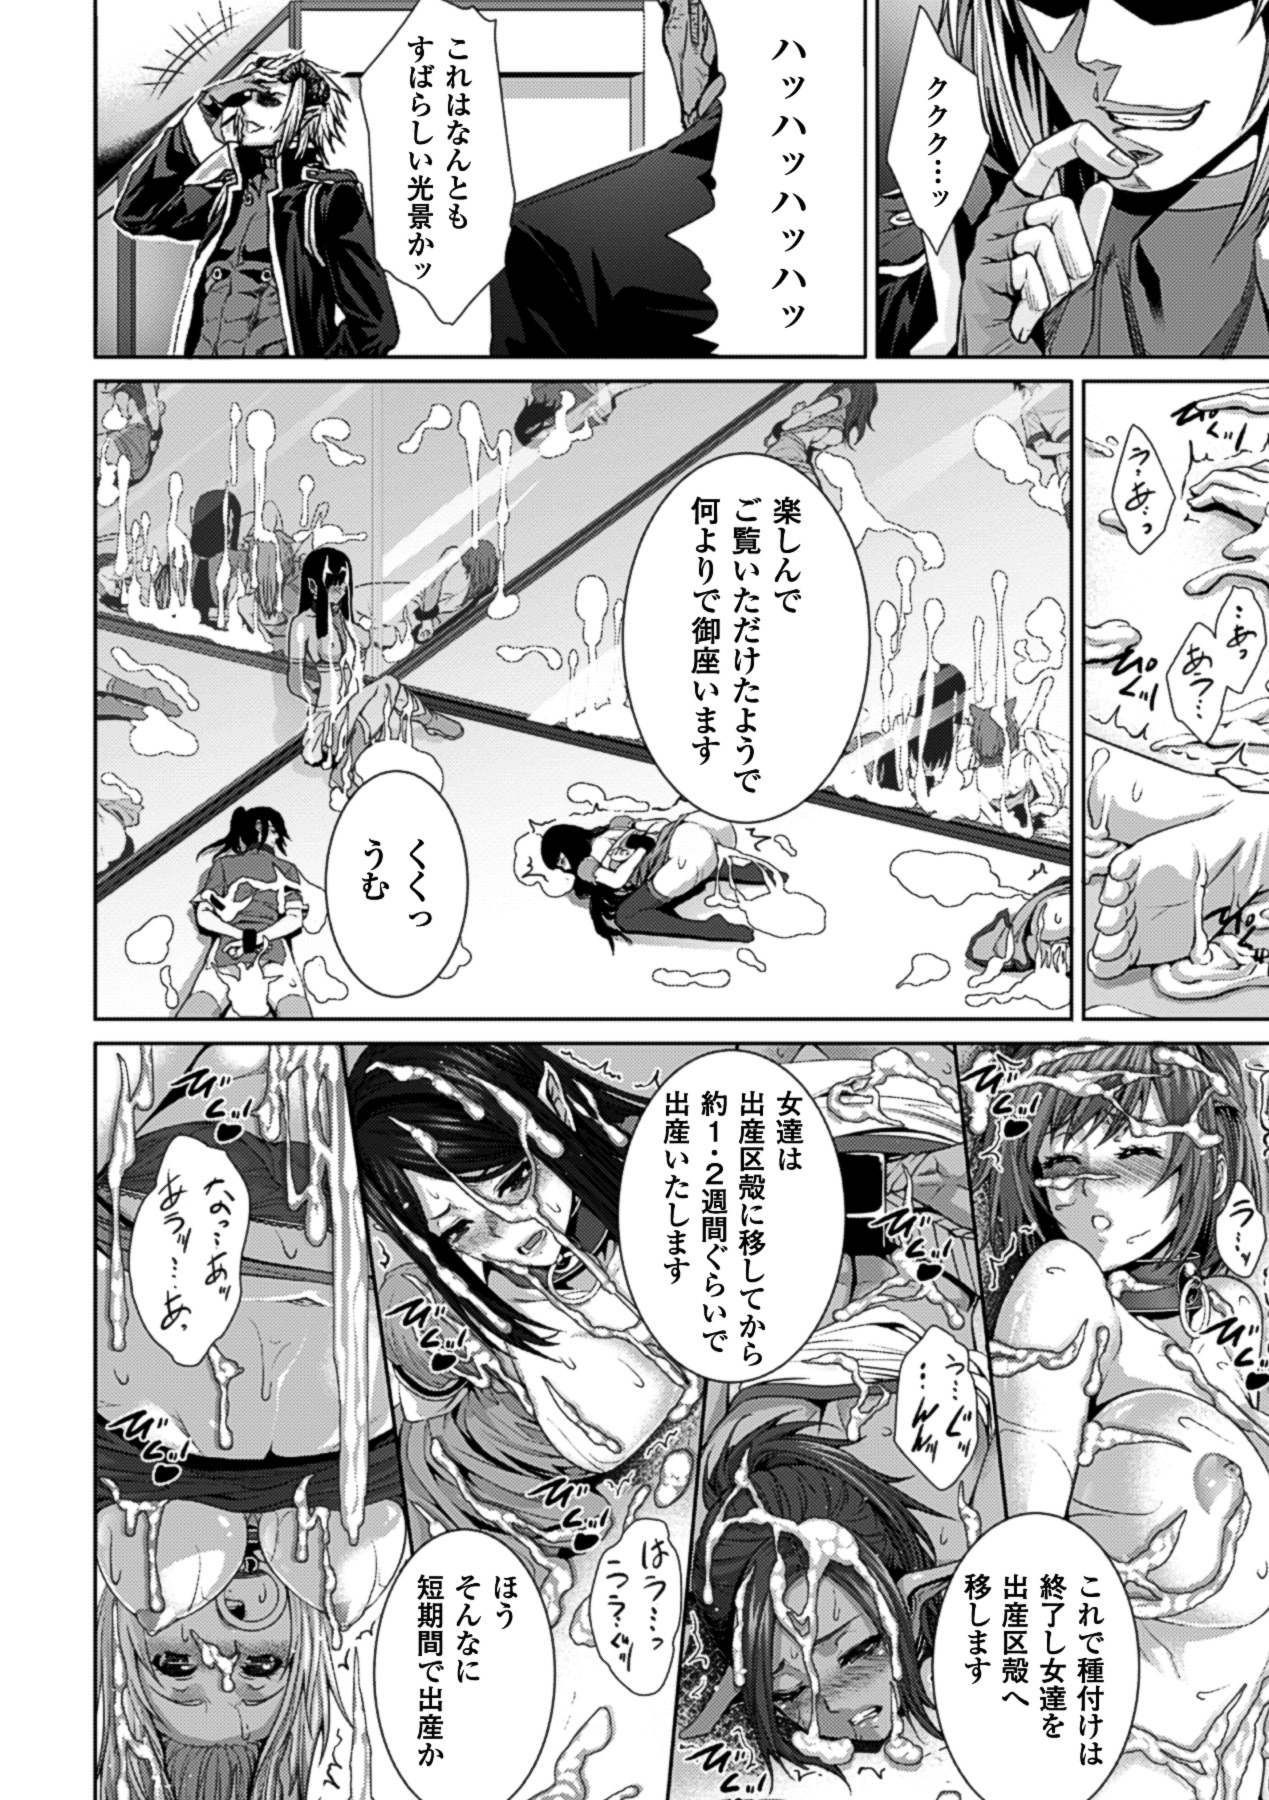 ククク…ッ
ハッハッハッハッ
これはなんとも
すばらしい光景かッ
う…あ…っ
…あっ
あう…
楽しんで
ご覧いただけたようで
何よりで御座います
くくっ
うむ
これで種付けは
終了し女達を
出産区殻へ
移します
女達は
出産区殻に移してから
約1・2週間ぐらいで
出産いたします
はう…っ
うう…ぐっ
ほう
そんなに
短期間で出産か
なっ…あッ
あうッ…あっ